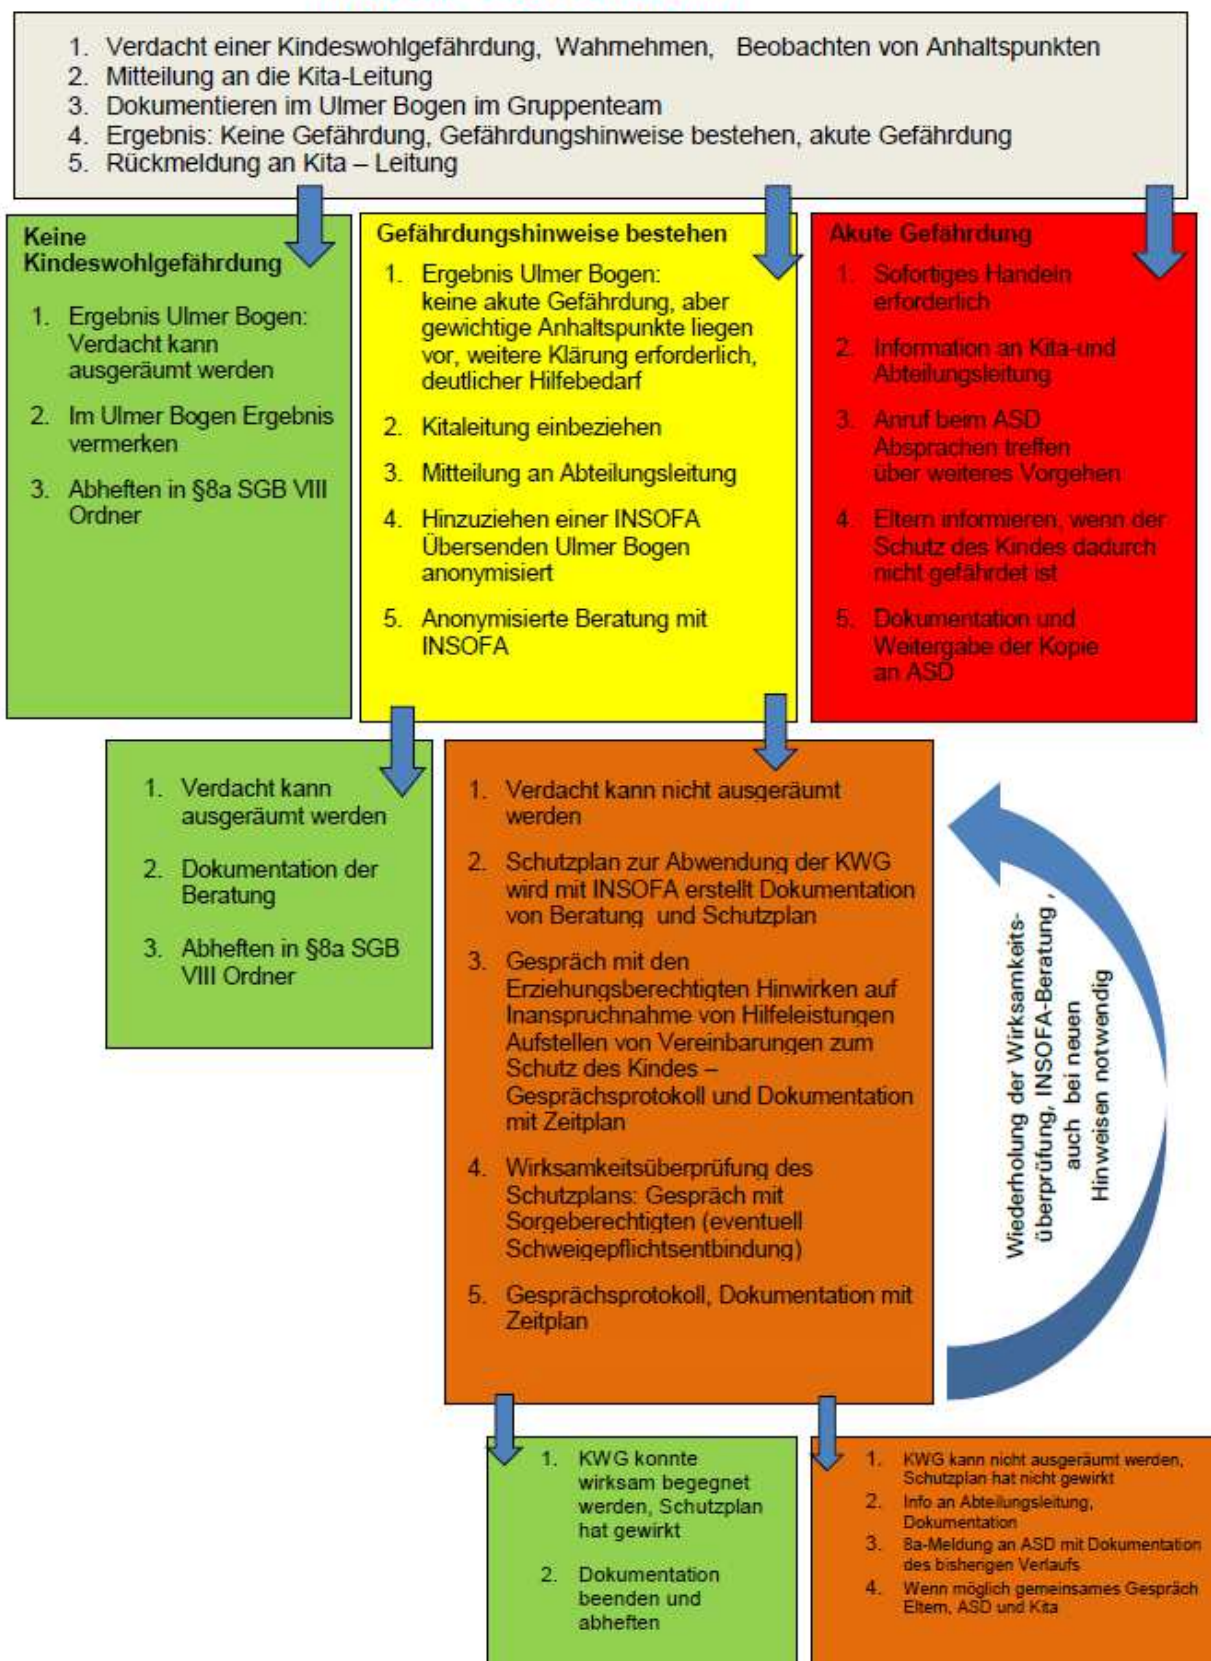 1. Verdacht einer Kindeswohlgefährdung, Wahrnehmen, Beobachten von Anhaltspunkten
2. Mitteilung an die Kita-Leitung
3. Dokumentieren im Ulmer Bogen im Gruppenteam
4. Ergebnis: Keine Gefährdung, Gefährdungshinweise bestehen, akute Gefährdung
5. Rückmeldung an Kita – Leitung
Keine
Kindeswohlgefährdung
1. Ergebnis Ulmer Bogen:
Verdacht kann
ausgeräumt werden
2. Im Ulmer Bogen Ergebnis
vermerken
3. Abheften in §8a SGB VIII
Ordner
Gefährdungshinweise bestehen
1. Ergebnis Ulmer Bogen:
keine akute Gefährdung, aber
gewichtige Anhaltspunkte liegen
vor, weitere Klärung erforderlich,
deutlicher Hilfebedarf
2. Kitaleitung einbeziehen
3. Mitteilung an Abteilungsleitung
4. Hinzuziehen einer INSOFA
Übersenden Ulmer Bogen
anonymisiert
5. Anonymisierte Beratung mit
INSOFA
Akute Gefährdung
1. Sofortiges Handeln
erforderlich
2. Information an Kita-und
Abteilungsleitung
3. Anruf beim ASD
Absprachen treffen
über weiteres Vorgehen
4. Eltern informieren, wenn der
Schutz des Kindes dadurch
nicht gefährdet ist
5. Dokumentation und
Weitergabe der Kopie
an ASD
1. Verdacht kann
ausgeräumt werden
2. Dokumentation der
Beratung
3. Abheften in §8a SGB
VIII Ordner
1. Verdacht kann nicht ausgeräumt
werden
2. Schutzplan zur Abwendung der KWG
wird mit INSOFA erstellt Dokumentation
von Beratung und Schutzplan
3. Gespräch mit den
Erziehungsberechtigten Hinwirken auf
Inanspruchnahme von Hilfeleistungen
Aufstellen von Vereinbarungen zum
Schutz des Kindes –
Gesprächsprotokoll und Dokumentation
mit Zeitplan
4. Wirksamkeitsüberprüfung des
Schutzplans: Gespräch mit
Sorgeberechtigten (eventuell
Schweigepflichtsentbindung)
5. Gesprächsprotokoll, Dokumentation mit
Zeitplan
Wiederholung der Wirksamkeits-
überprüfung, INSOFA-Beratung ,
auch bei neuen
Hinweisen notwendig
1. KWG konnte
wirksam begegnet
werden, Schutzplan
hat gewirkt
2. Dokumentation
beenden und
abheften
1. KWG kann nicht ausgeräumt werden,
Schutzplan hat nicht gewirkt
2. Info an Abteilungsleitung,
Dokumentation
3. 8a-Meldung an ASD mit Dokumentation
des bisherigen Verlaufs
4. Wenn möglich gemeinsames Gespräch
Eltern, ASD und Kita